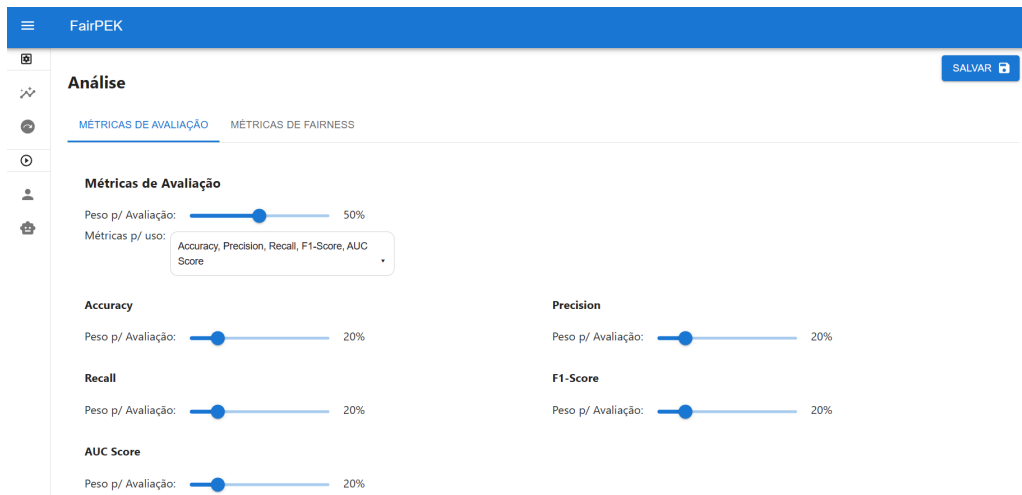 FairPEK
SALVAR
Análise
MÉTRICAS DE AVALIAÇÃO
MÉTRICAS DE FAIRNESS
Métricas de Avaliação
Peso p/ Avaliação: 50%
Métricas p/ uso:
Accuracy, Precision, Recall, F1-Score, AUC
Score
Accuracy
Peso p/ Avaliação: 20%
Precision
Peso p/ Avaliação: 20%
Recall
Peso p/ Avaliação: 20%
F1-Score
Peso p/ Avaliação: 20%
AUC Score
Peso p/ Avaliação: 20%